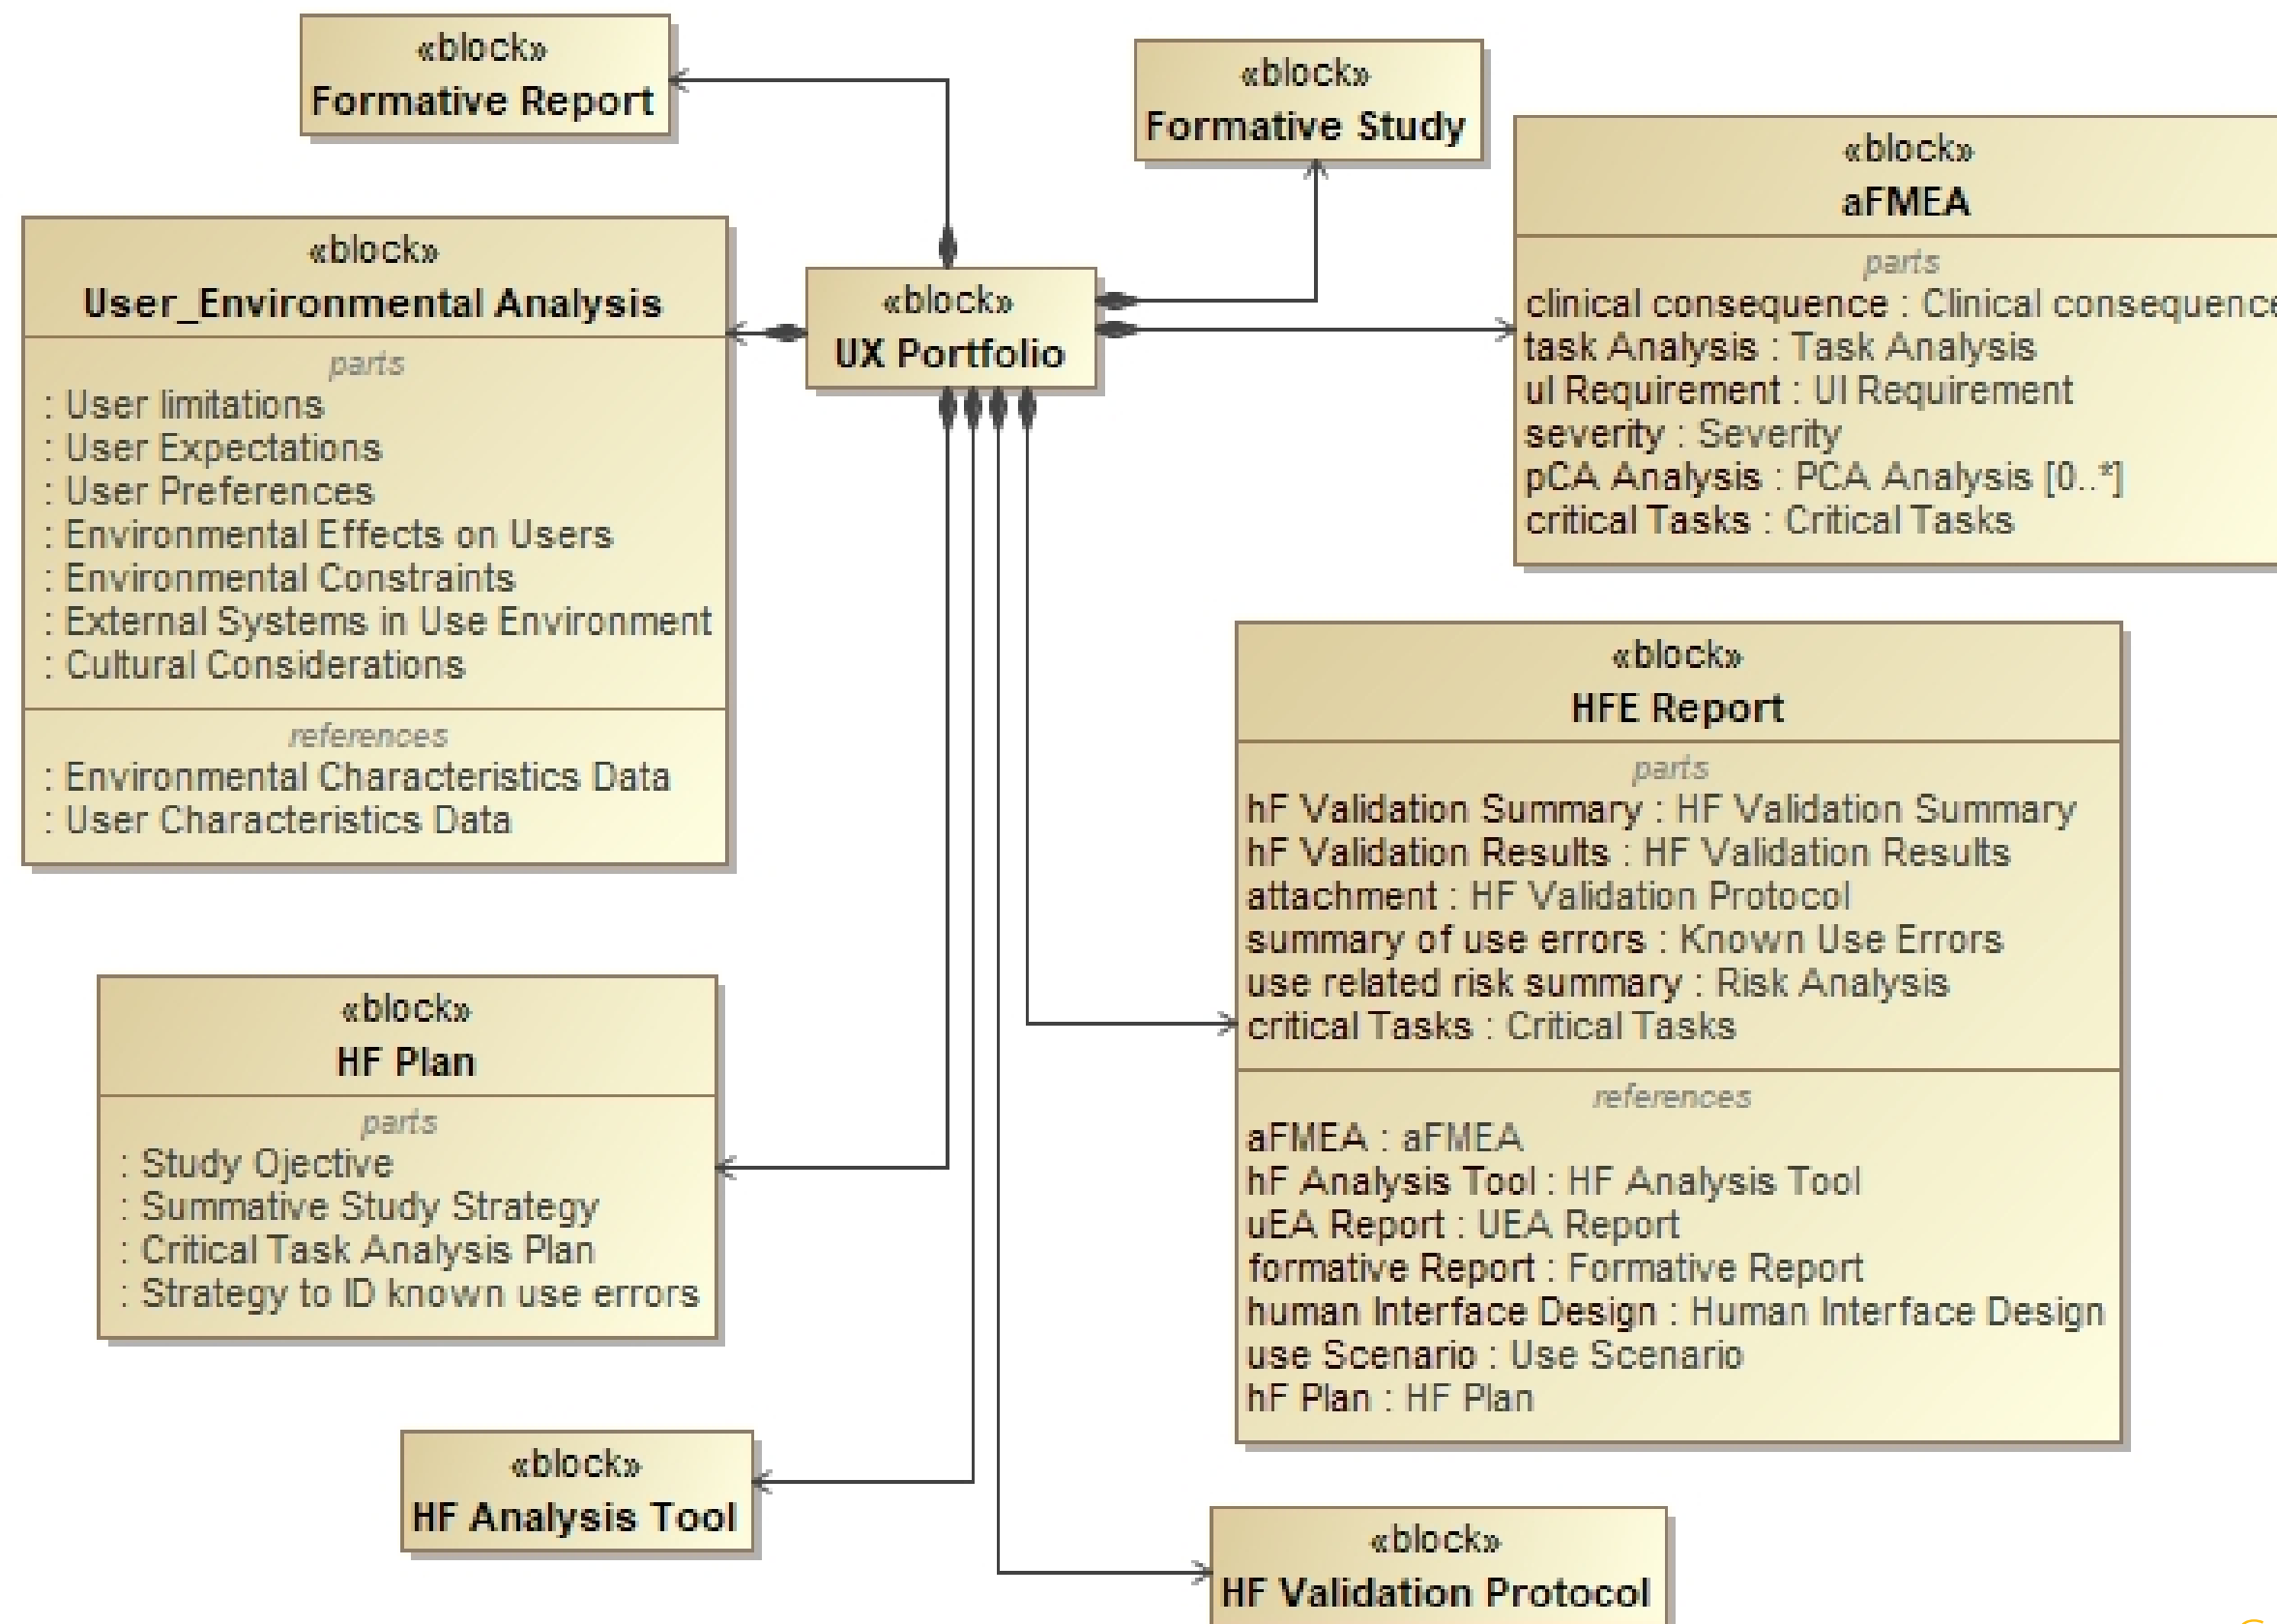 «block»
Formative Report
«block»
Formative Study
«block»
aFMEA
parts
clinical consequence : Clinical consequence
task Analysis : Task Analysis
uI Requirement : UI Requirement
severity : Severity
pCA Analysis : PCA Analysis [0..*]
critical Tasks : Critical Tasks
«block»
User_Environmental Analysis
parts
: User limitations
: User Expectations
: User Preferences
: Environmental Effects on Users
: Environmental Constraints
: External Systems in Use Environment
: Cultural Considerations
references
: Environmental Characteristics Data
: User Characteristics Data
«block»
UX Portfolio
«block»
HFE Report
parts
hF Validation Summary : HF Validation Summary
hF Validation Results : HF Validation Results
attachment : HF Validation Protocol
summary of use errors : Known Use Errors
use related risk summary : Risk Analysis
critical Tasks : Critical Tasks
references
aFMEA : aFMEA
hF Analysis Tool : HF Analysis Tool
uEA Report : UEA Report
formative Report : Formative Report
human Interface Design : Human Interface Design
use Scenario : Use Scenario
hF Plan : HF Plan
«block»
HF Plan
parts
: Study Ojective
: Summative Study Strategy
: Critical Task Analysis Plan
: Strategy to ID known use errors
«block»
HF Analysis Tool
«block»
HF Validation Protocol